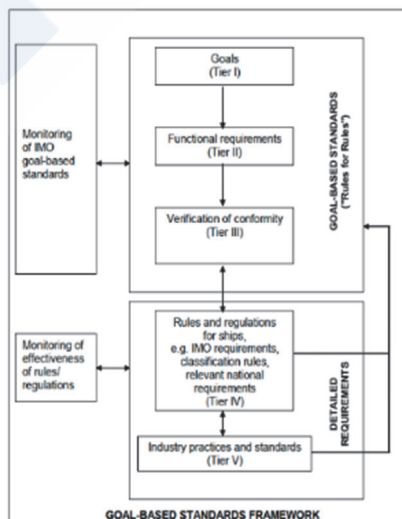 Goals
(Tier I)
Monitoring
of IMO
goal-based
standards
Functional requirements
(Tier II)
Verification of conformity
(Tier III)
GOAL-BASED STANDARDS
("Rules for Rules")
Monitoring of
effectiveness
of rules/
regulations
Rules and regulations
for ships,
e.g. IMO requirements,
classification rules,
relevant national
requirements
(Tier IV)
DETAILED
REQUIREMENTS
Industry practices and standards
(Tier V)
GOAL-BASED STANDARDS FRAMEWORK